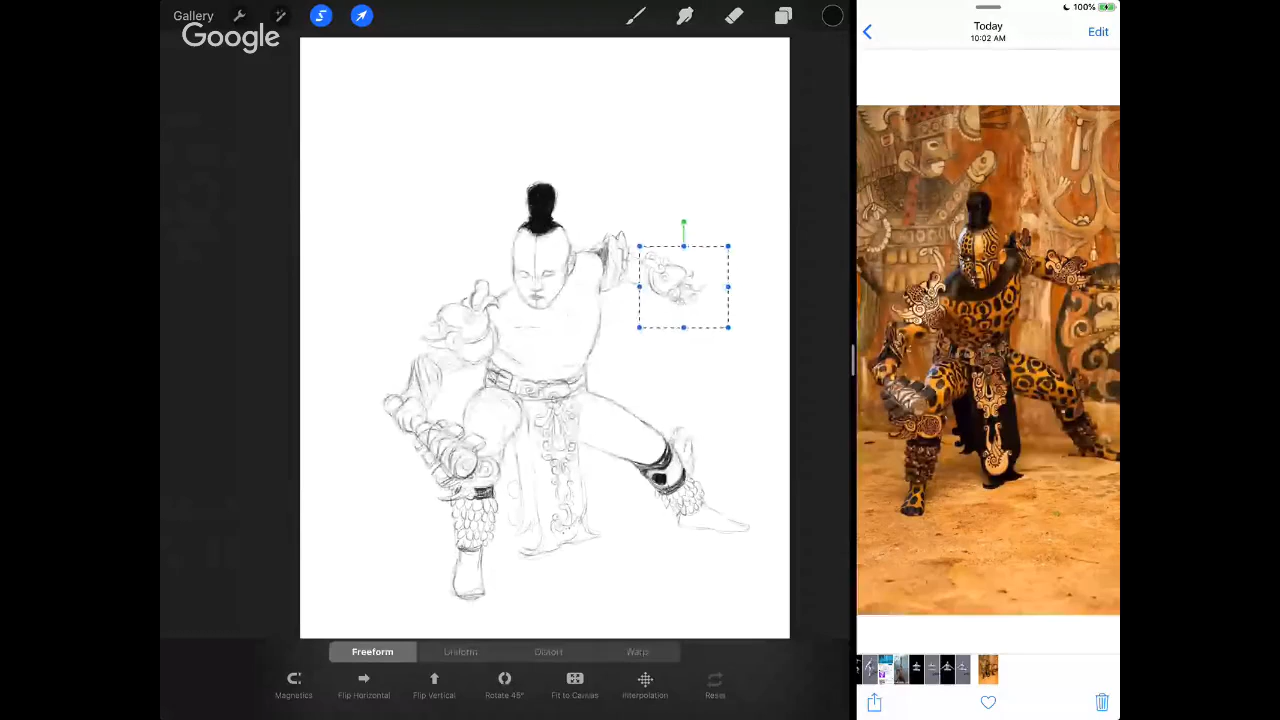 Gallery
Google
Freeform
Uniform
Distort
Warp
Magnetics
Flip Horizontal
Flip Vertical
Rotate 45°
Fit to Canvas
Interpolation
Reset
100%
Today
10:02 AM
Edit